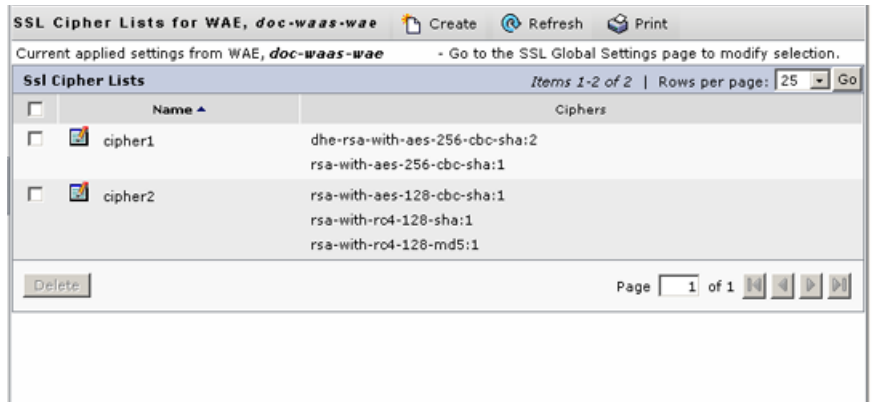 SSL Cipher Lists for WAE, doc-waas-wae Create Refresh Print
Current applied settings from WAE, doc-waas-wae - Go to the SSL Global Settings page to modify selection.
Ssl Cipher Lists Items 1-2 of 2 | Rows per page: 25 Go
Name Ciphers
cipher1 dhe-rsa-with-aes-256-cbc-sha:2
rsa-with-aes-256-cbc-sha:1
cipher2 rsa-with-aes-128-cbc-sha:1
rsa-with-rc4-128-sha:1
rsa-with-rc4-128-md5:1
Delete Page 1 of 1